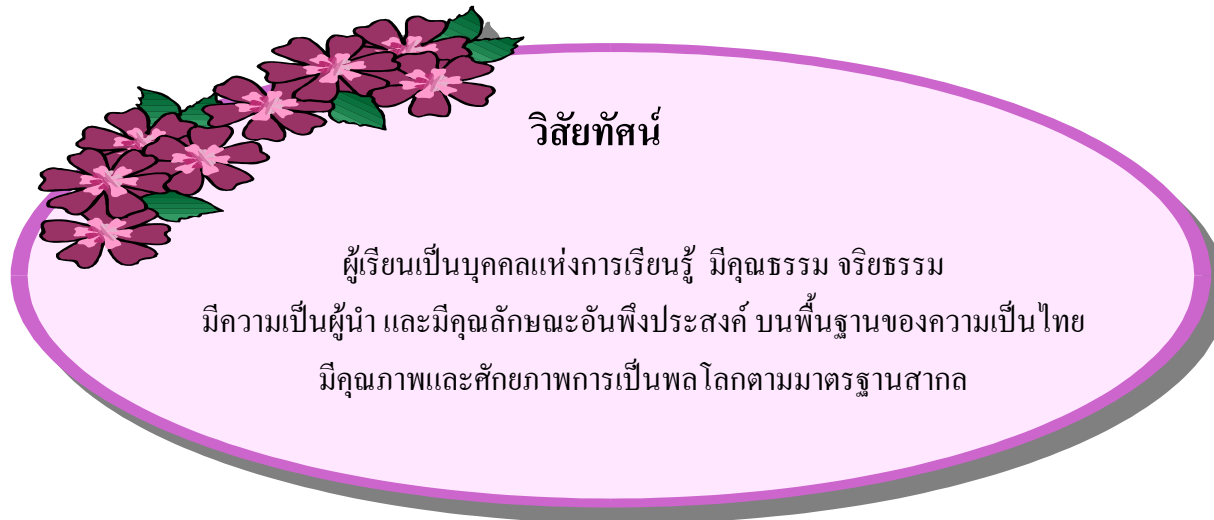 วิสัยทัศน์
ผู้เรียนเป็นบุคคลแห่งการเรียนรู้ มีคุณธรรม จริยธรรม
มีความเป็นผู้นำ และมีคุณลักษณะอันพึงประสงค์ บนพื้นฐานของความเป็นไทย
มีคุณภาพและศักยภาพการเป็นพลโลกตามมาตรฐานสากล